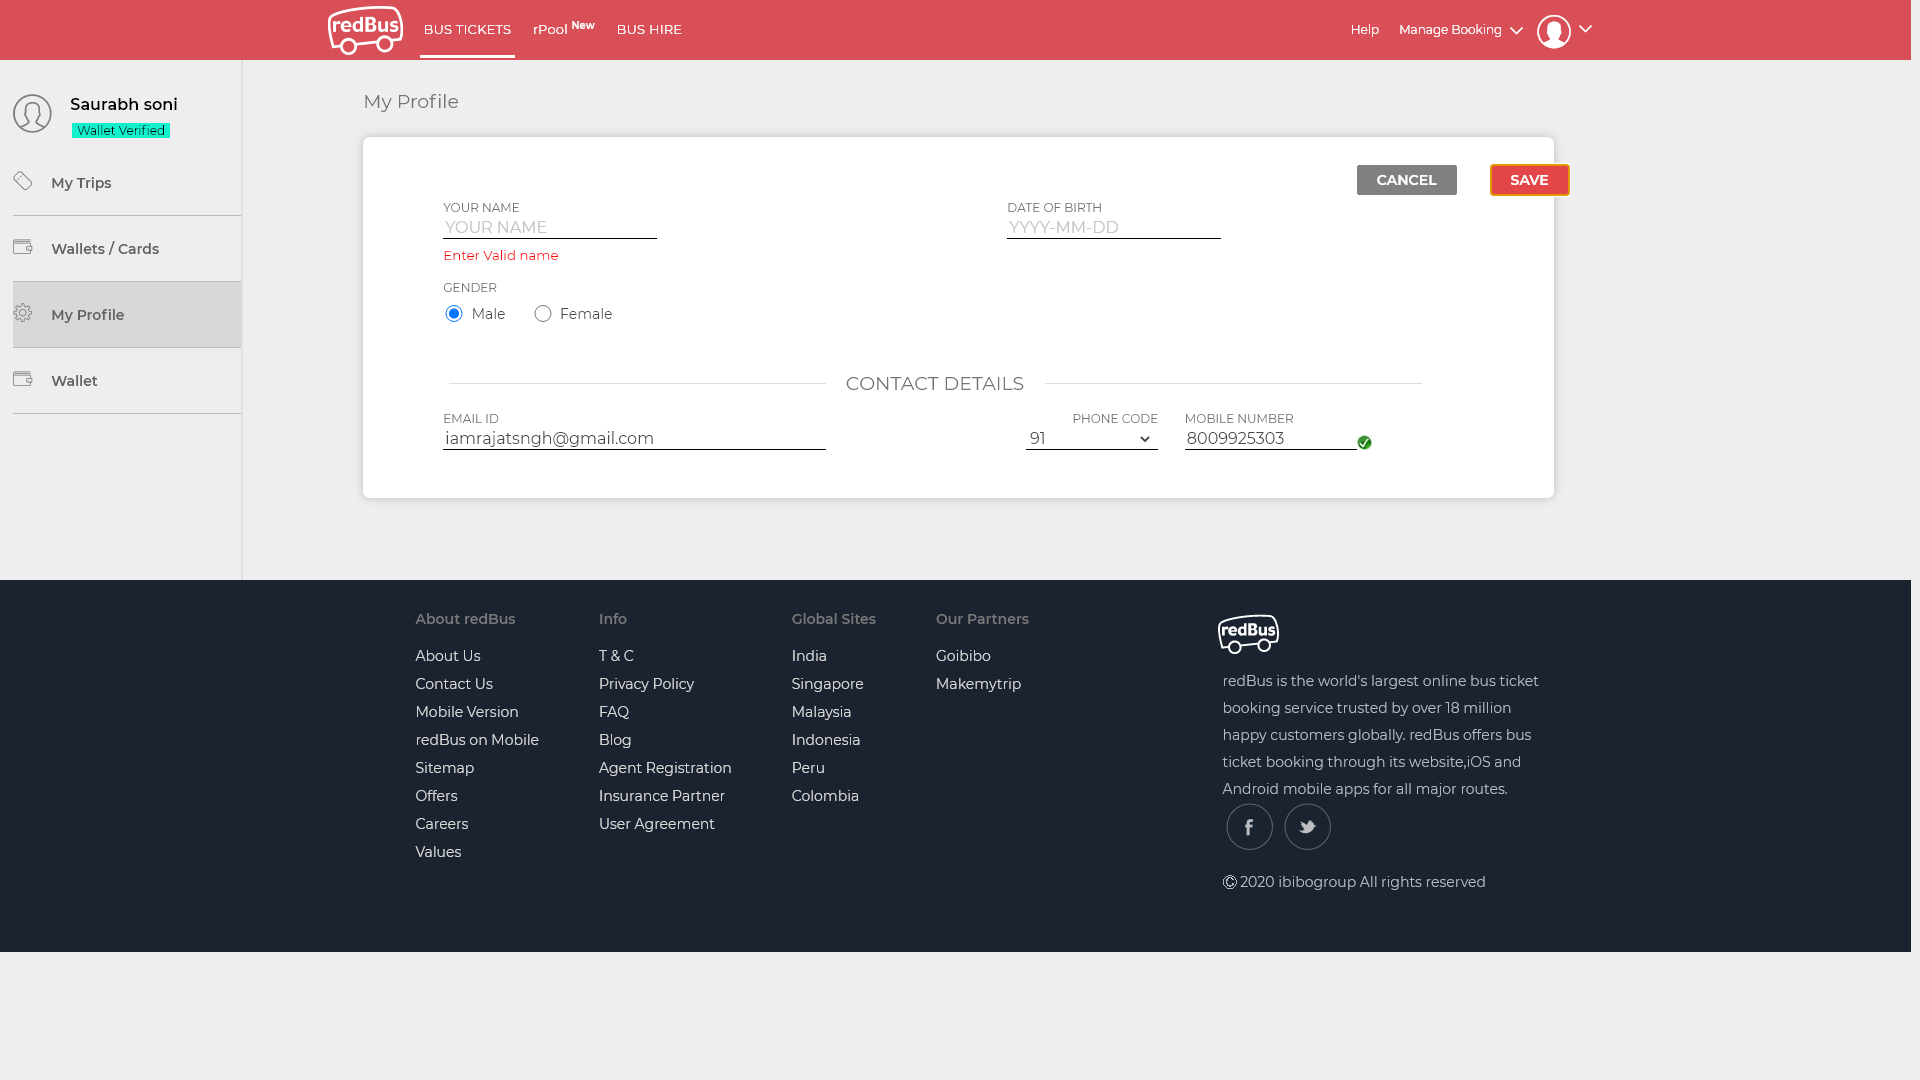 redBus
BUS TICKETS
rPool New
BUS HIRE
Help
Manage Booking
Saurabh soni
Wallet Verified
My Trips
Wallets / Cards
My Profile
Wallet
My Profile
CANCEL
SAVE
YOUR NAME
YOUR NAME
Enter Valid name
DATE OF BIRTH
YYYY-MM-DD
GENDER
Male
Female
CONTACT DETAILS
EMAIL ID
iamrajatsngh@gmail.com
PHONE CODE
91
MOBILE NUMBER
8009925303
About redBus
About Us
Contact Us
Mobile Version
redBus on Mobile
Sitemap
Offers
Careers
Values
Info
T & C
Privacy Policy
FAQ
Blog
Agent Registration
Insurance Partner
User Agreement
Global Sites
India
Singapore
Malaysia
Indonesia
Peru
Colombia
Our Partners
Goibibo
Makemytrip
redBus
redBus is the world's largest online bus ticket
booking service trusted by over 18 million
happy customers globally. redBus offers bus
ticket booking through its website,iOS and
Android mobile apps for all major routes.
© 2020 ibibogroup All rights reserved